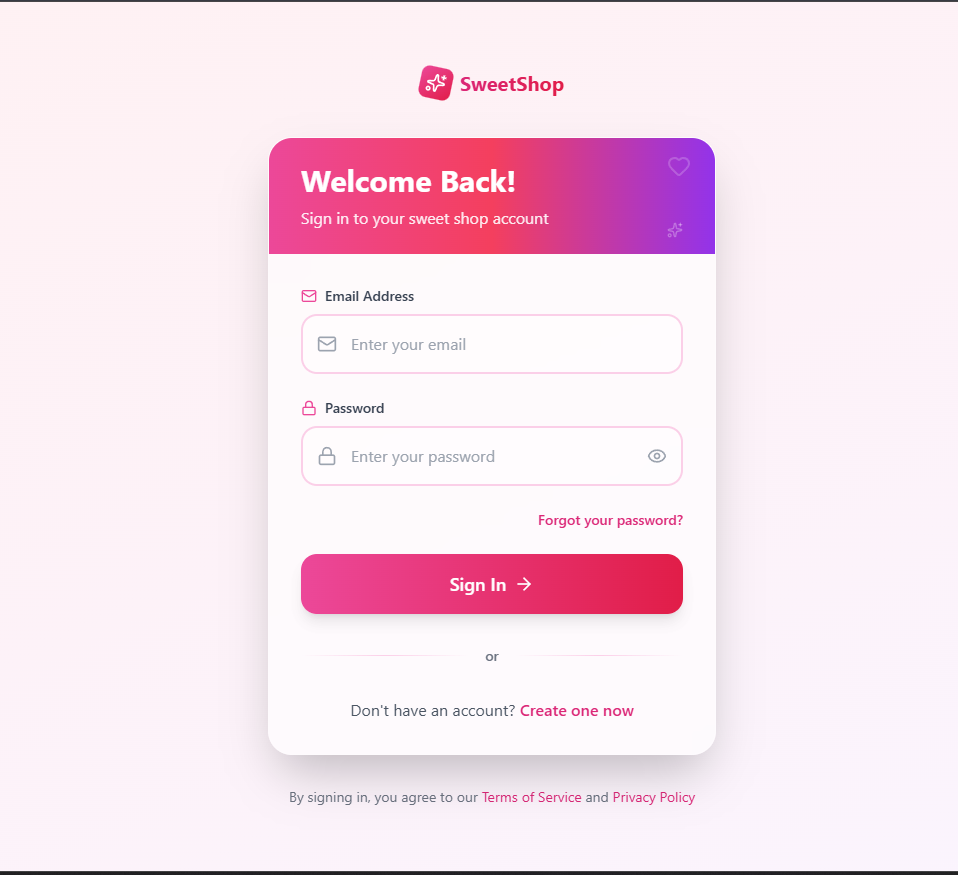 SweetShop
Welcome Back!
Sign in to your sweet shop account
Email Address
Enter your email
Password
Enter your password
Forgot your password?
Sign In
or
Don't have an account? Create one now
By signing in, you agree to our Terms of Service and Privacy Policy